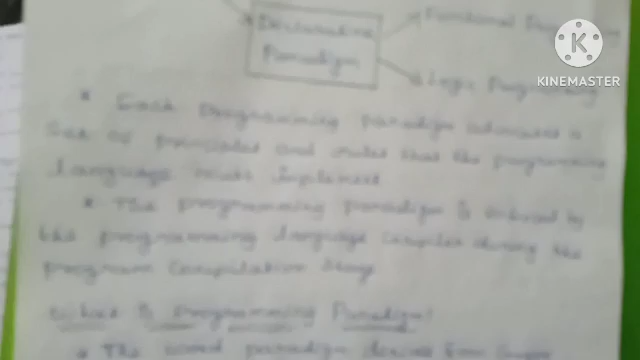 Declarative
Paradigm
Functional
Logic Programming
KINEMASTER
* Each Programming paradigm advocates a
Set of principles and rules that the programming
language must implement
* The programming paradigm is enforced by
the programming language compiler during the
program compilation stage
What is Programming Paradigm?
* The word paradigm derives from